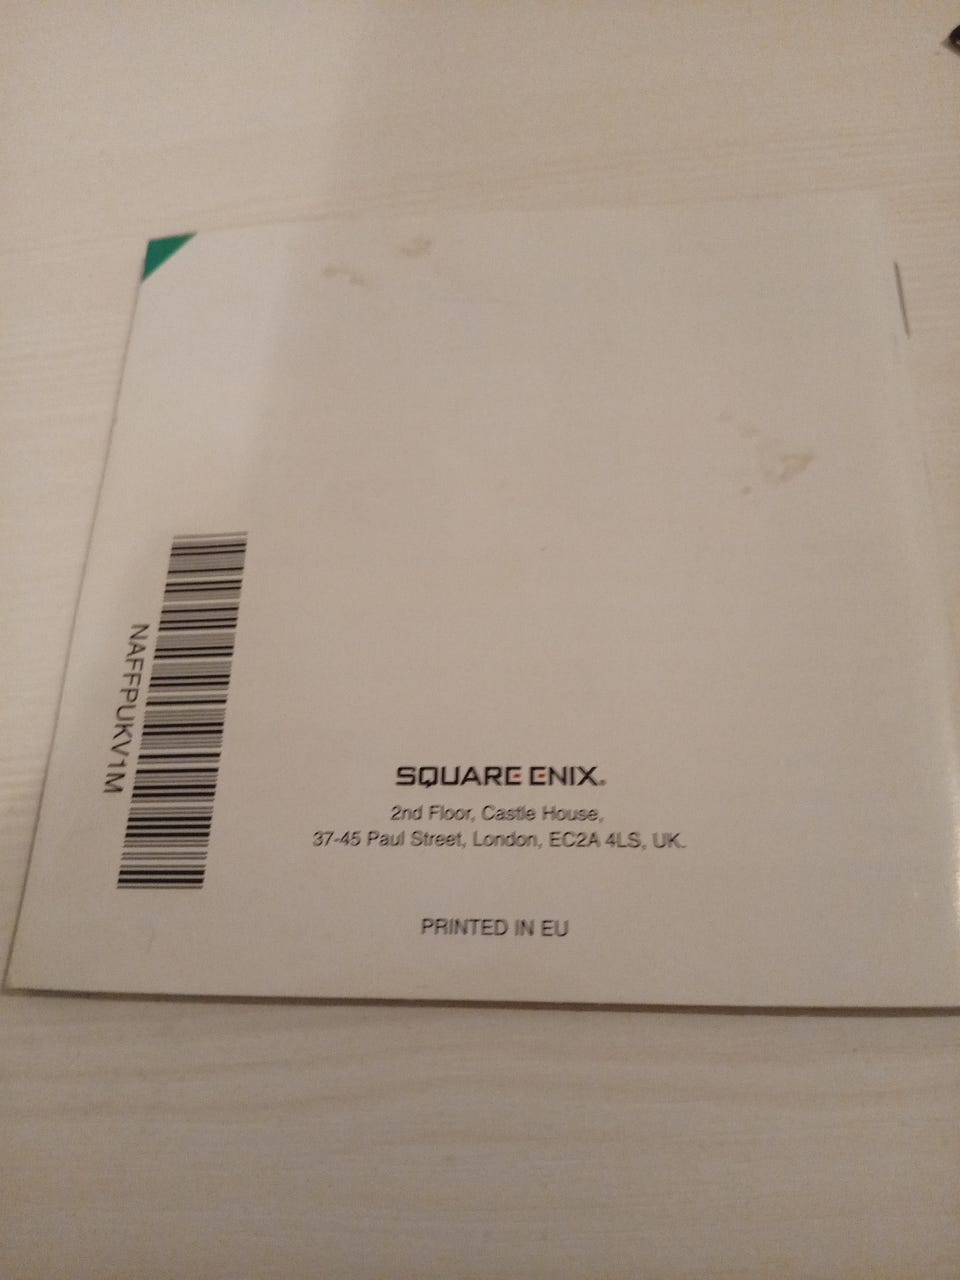 NAFFPUKV1M
SQUARE ENIX®
2nd Floor, Castle House,
37-45 Paul Street, London, EC2A 4LS, UK.
PRINTED IN EU